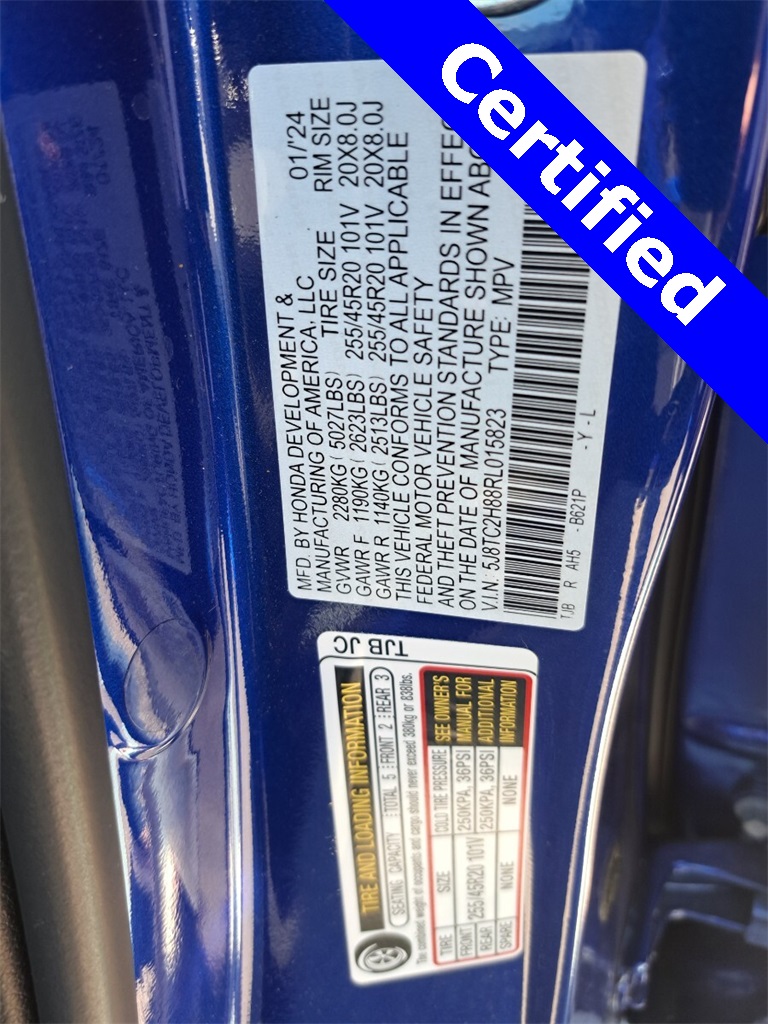 Certified
MFD. BY HONDA DEVELOPMENT & 01/'24
MANUFACTURING OF AMERICA, LLC TIRE SIZE RIM SIZE
GVWR 2280KG( 5027LBS)
GAWR F 1190KG( 2623LBS) 255/45R20 101V 20X8.0J
GAWR R 1140KG( 2513LBS) 255/45R20 101V 20X8.0J
THIS VEHICLE CONFORMS TO ALL APPLICABLE
FEDERAL MOTOR VEHICLE SAFETY
AND THEFT PREVENTION STANDARDS IN
ON THE DATE OF MANUFACTURE SHOWN
V.I.N: 5J8TC2H88RL015823 TYPE: MPV
TJB R AH5 - B621P - Y - L
TJB JC
TIRE AND LOADING INFORMATION
SEATING CAPACITY TOTAL 5 FRONT 2 REAR 3
The combined weight of occupants and cargo should never exceed 380kg or 838lbs.
TIRE SIZE COLD TIRE PRESSURE SEE OWNER'S
FRONT 255/45R20 101V 250KPA, 36PSI MANUAL FOR
REAR 255/45R20 101V 250KPA, 36PSI ADDITIONAL
SPARE NONE NONE INFORMATION